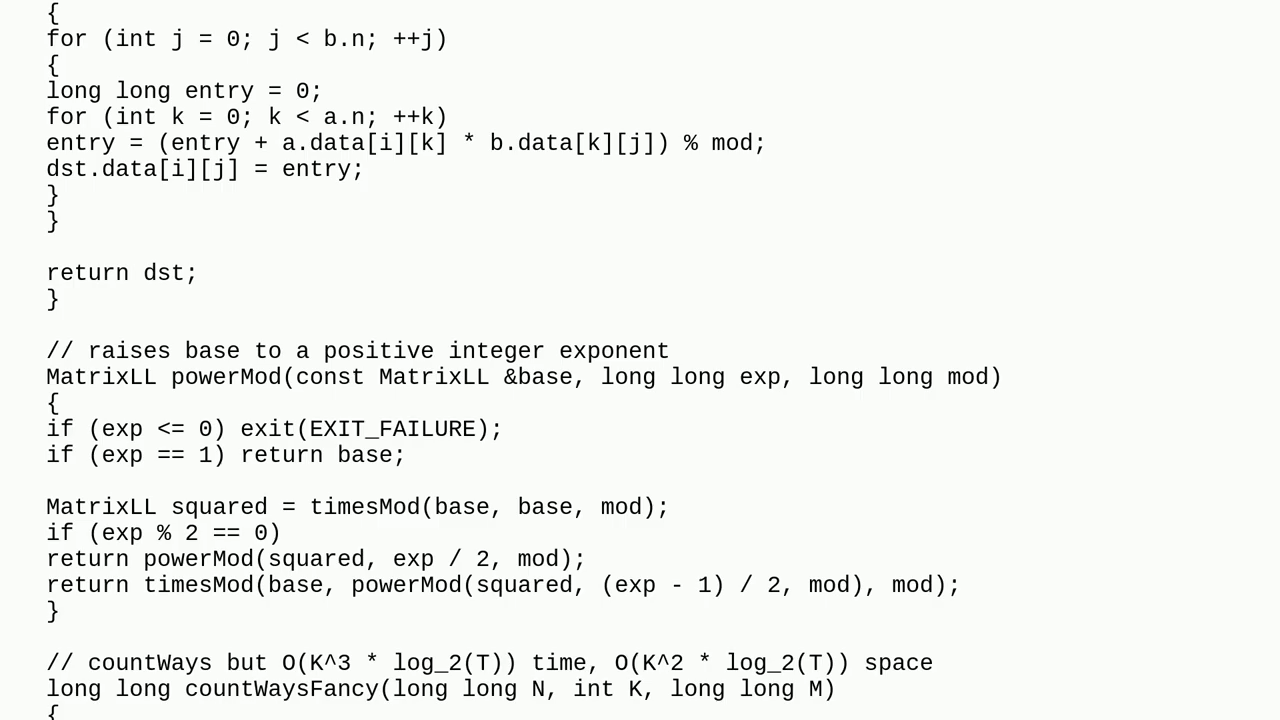 {
for (int j = 0; j < b.n; ++j)
{
long long entry = 0;
for (int k = 0; k < a.n; ++k)
entry = (entry + a.data[i][k] * b.data[k][j]) % mod;
dst.data[i][j] = entry;
}
}
return dst;
}
// raises base to a positive integer exponent
MatrixLL powerMod(const MatrixLL &base, long long exp, long long mod)
{
if (exp <= 0) exit(EXIT_FAILURE);
if (exp == 1) return base;
MatrixLL squared = timesMod(base, base, mod);
if (exp % 2 == 0)
return powerMod(squared, exp / 2, mod);
return timesMod(base, powerMod(squared, (exp - 1) / 2, mod), mod);
}
// countWays but O(K^3 * log_2(T)) time, O(K^2 * log_2(T)) space
long long countWaysFancy(long long N, int K, long long M)
{